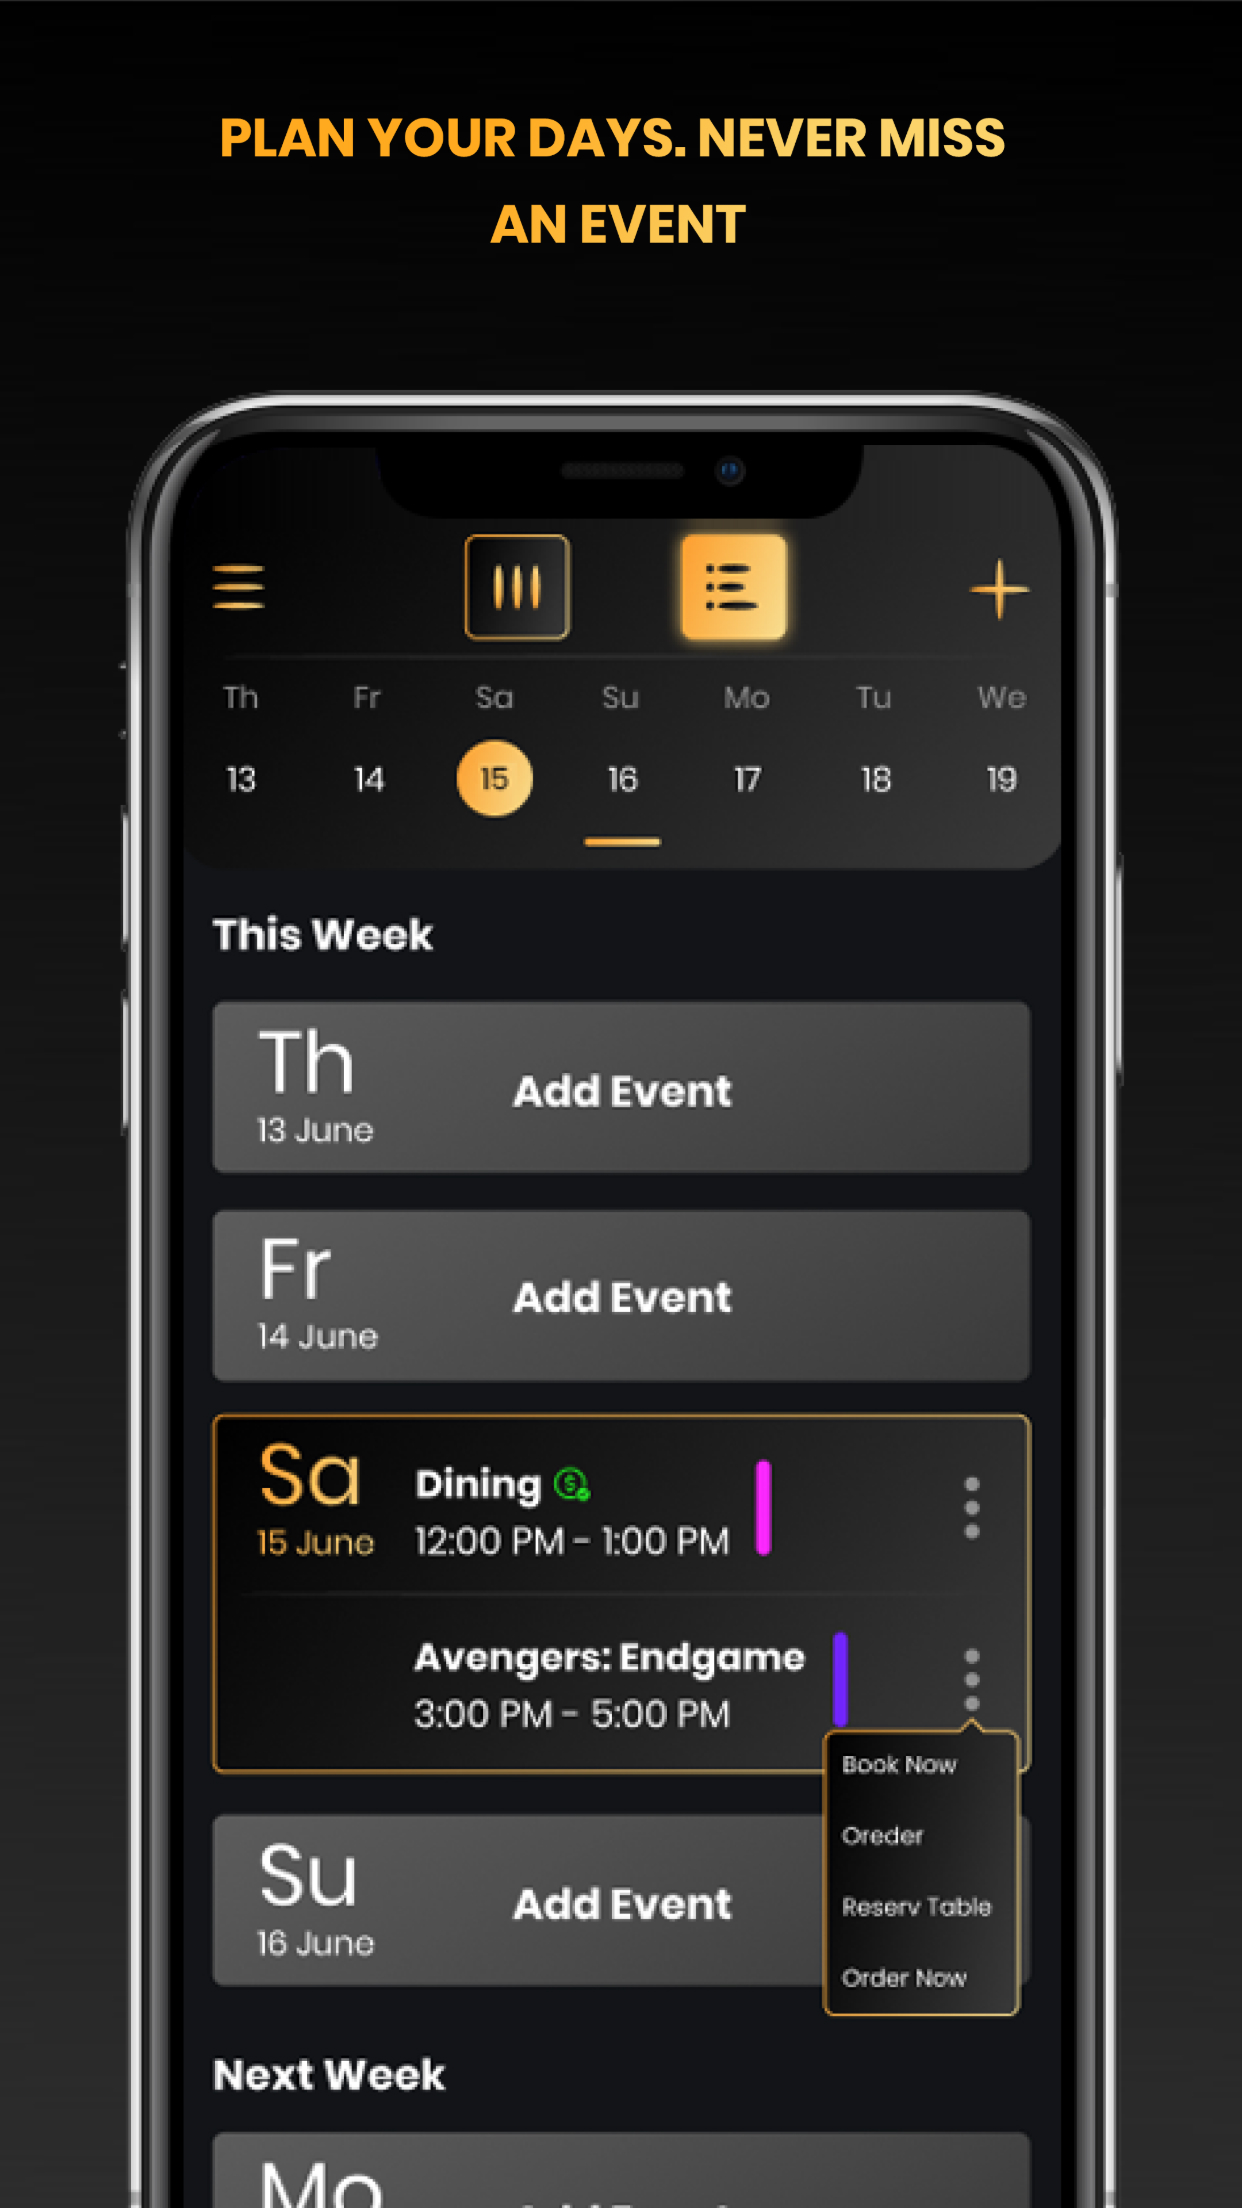 PLAN YOUR DAYS. NEVER MISS
AN EVENT
Th Fr Sa Su Mo Tu We
13 14 15 16 17 18 19
This Week
Th
13 June
Add Event
Fr
14 June
Add Event
Sa
15 June
Dining
12:00 PM - 1:00 PM
Avengers: Endgame
3:00 PM - 5:00 PM
Book Now
Oreder
Reserv Table
Order Now
Su
16 June
Add Event
Next Week
Mo